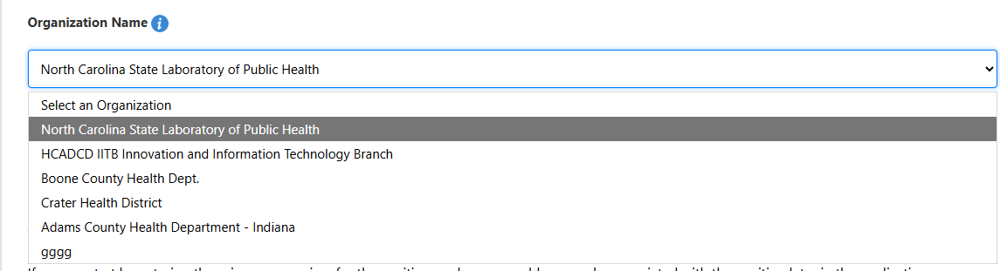 Organization Name i
North Carolina State Laboratory of Public Health
Select an Organization
North Carolina State Laboratory of Public Health
HCADCD IITB Innovation and Information Technology Branch
Boone County Health Dept.
Crater Health District
Adams County Health Department - Indiana
gggg